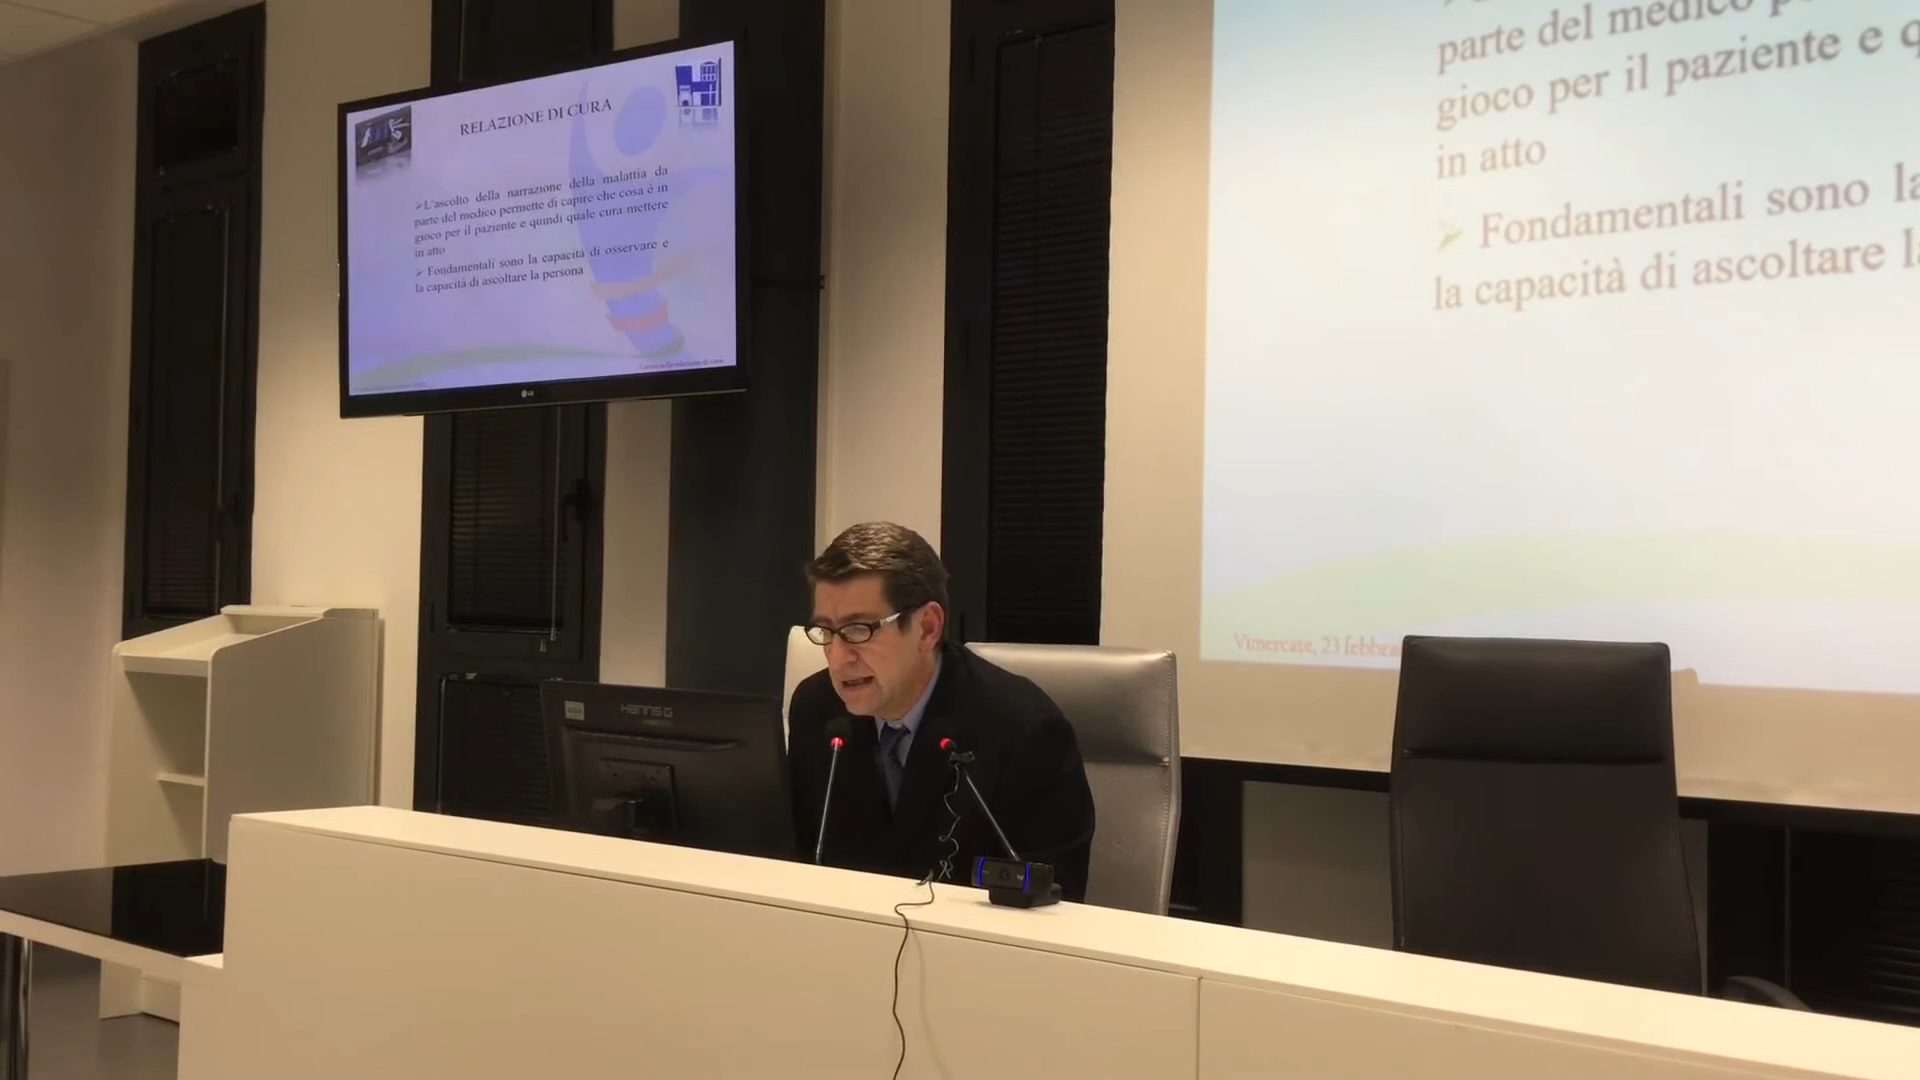 RELAZIONE DI CURA
➢L'ascolto della narrazione della malattia da
parte del medico permette di capire che cosa è in
gioco per il paziente e quindi quale cura mettere
in atto
➢ Fondamentali sono la capacità di osservare e
la capacità di ascoltare la persona
LG
parte del medico
gioco per il paziente e q
in atto
➢ Fondamentali sono la
la capacità di ascoltare l
Vimercate, 23 febbra
HANNS G